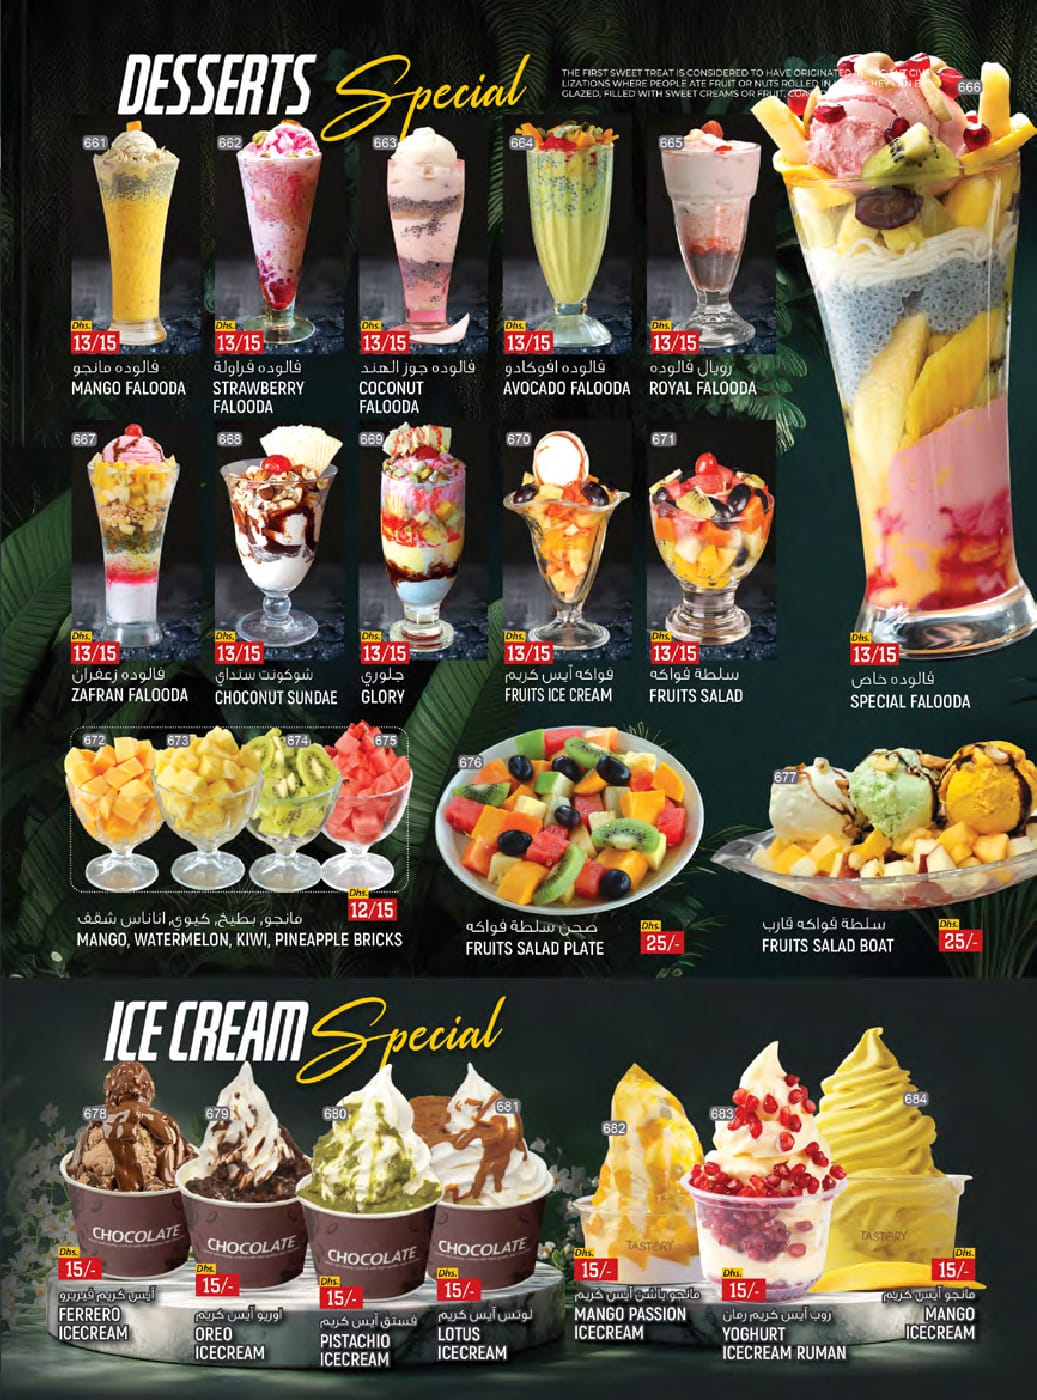 DESSERTS Special
THE FIRST SWEET TREAT IS CONSIDERED TO HAVE ORIGINATED
LIZATIONS WHERE PEOPLE ATE FRUIT OR NUTS ROLLED IN
GLAZED, FILLED WITH SWEET CREAMS OR FRUIT,
661
662
663
664
665
666
Dhs. 13/15
Dhs. 13/15
Dhs. 13/15
Dhs. 13/15
Dhs. 13/15
فالوده مانجو
MANGO FALOODA
فالوده فراولة
STRAWBERRY
FALOODA
فالوده جوز الهند
COCONUT
FALOODA
فالوده افوكادو
AVOCADO FALOODA
رويال فالوده
ROYAL FALOODA
667
668
669
670
671
Dhs. 13/15
Dhs. 13/15
Dhs. 13/15
Dhs. 13/15
Dhs. 13/15
Dhs. 13/15
فالوده زعفران
ZAFRAN FALOODA
شوكونت سنداي
CHOCONUT SUNDAE
جلوري
GLORY
فواكه آيس كريم
FRUITS ICE CREAM
سلطة فواكه
FRUITS SALAD
فالوده خاص
SPECIAL FALOODA
672
673
674
675
676
677
Dhs. 12/15
مانجو, بطيخ, كيوي, اناناس شقف
MANGO, WATERMELON, KIWI, PINEAPPLE BRICKS
صحن سلطة فواكه
FRUITS SALAD PLATE
Dhs. 25/-
سلطة فواكه قارب
FRUITS SALAD BOAT
Dhs. 25/-
ICE CREAM Special
678
679
680
681
682
683
684
CHOCOLATE
CHOCOLATE
CHOCOLATE
CHOCOLATE
TASTORY
TASTORY
Dhs. 15/-
Dhs. 15/-
Dhs. 15/-
Dhs. 15/-
Dhs. 15/-
Dhs. 15/-
Dhs. 15/-
آيس كريم فيريرو
FERRERO
ICECREAM
اوريو آيس كريم
OREO
ICECREAM
فستق آيس كريم
PISTACHIO
ICECREAM
لوتس آيس كريم
LOTUS
ICECREAM
مانجو باشن آيس كريم
MANGO PASSION
ICECREAM
روب آيس كريم رمان
YOGHURT
ICECREAM RUMAN
مانجو آيس كريم
MANGO
ICECREAM